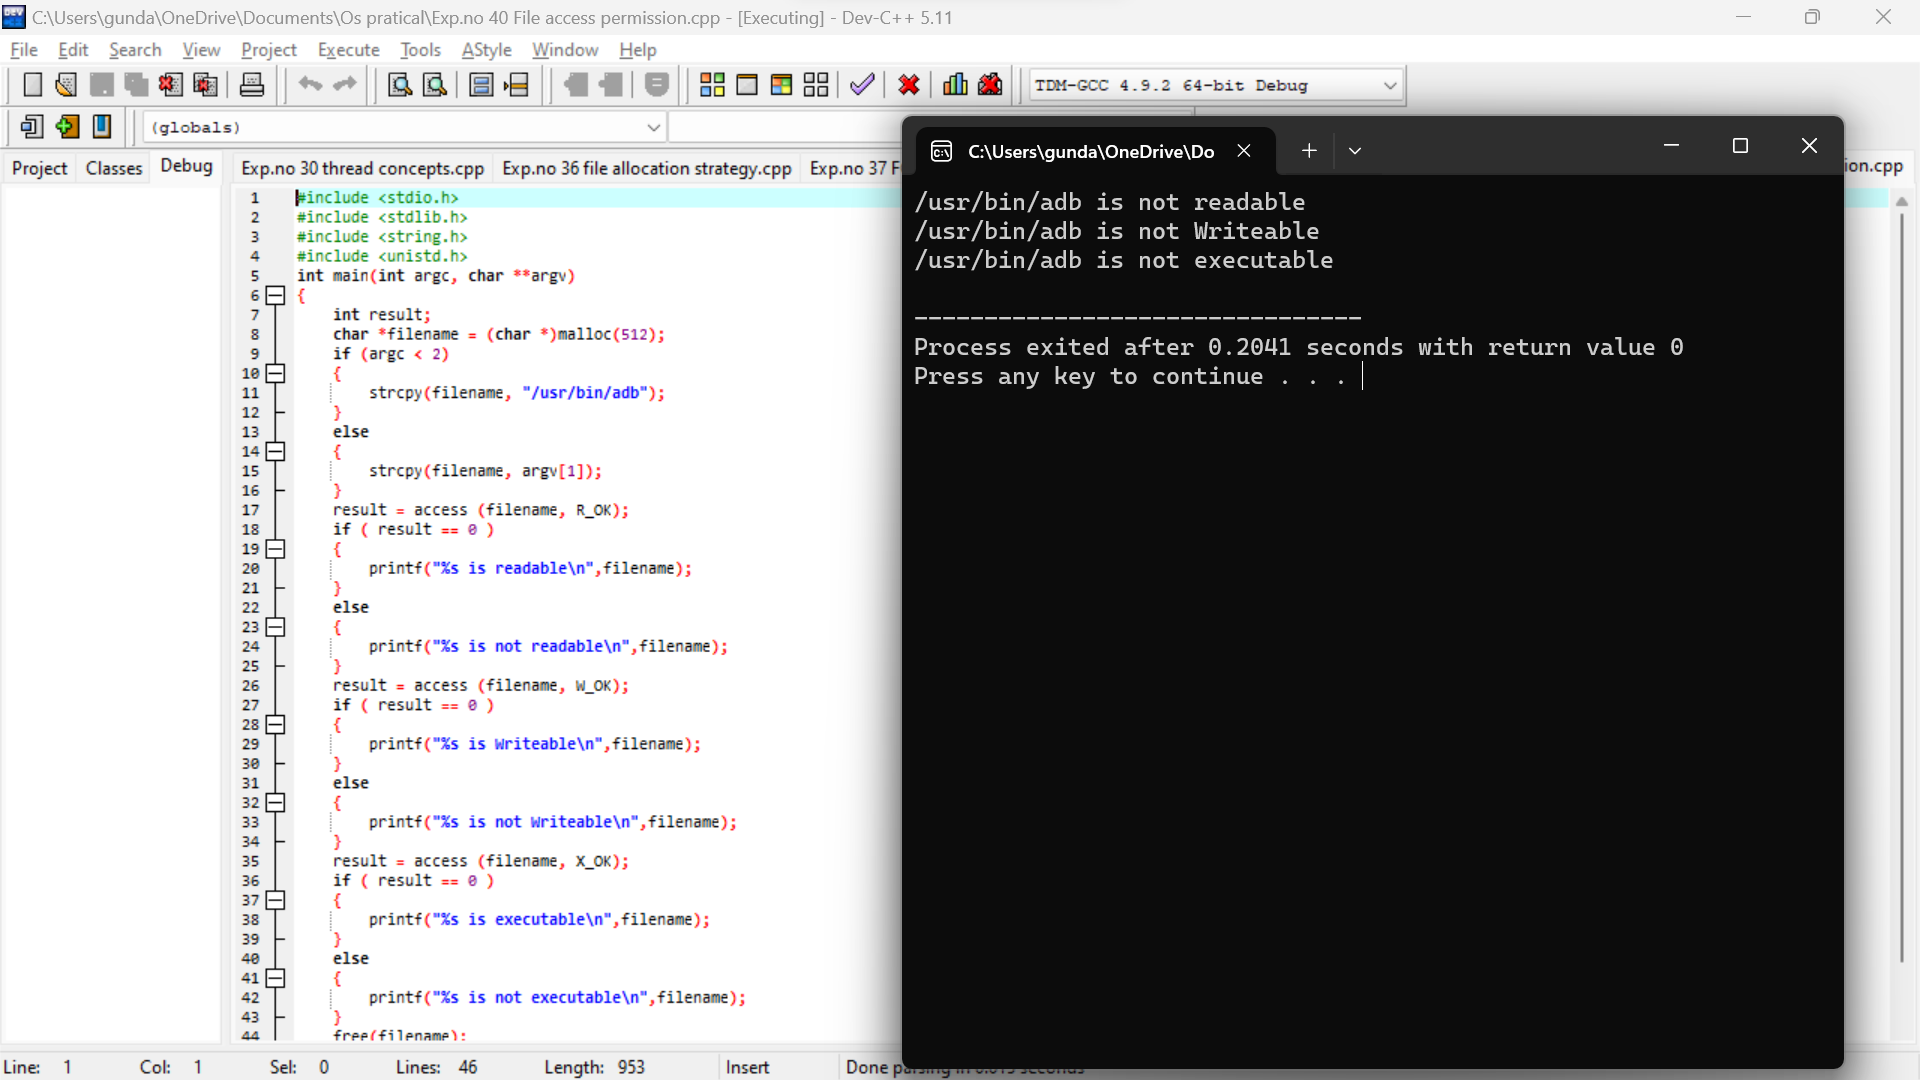 C:\Users\gunda\OneDrive\Documents\Os pratical\Exp.no 40 File access permission.cpp - [Executing] - Dev-C++ 5.11
File Edit Search View Project Execute Tools AStyle Window Help
TDM-GCC 4.9.2 64-bit Debug
(globals)
Project Classes Debug
Exp.no 30 thread concepts.cpp Exp.no 36 file allocation strategy.cpp Exp.no 37 F
ion.cpp
1 #include <stdio.h>
2 #include <stdlib.h>
3 #include <string.h>
4 #include <unistd.h>
5 int main(int argc, char **argv)
6 {
7 int result;
8 char *filename = (char *)malloc(512);
9 if (argc < 2)
10 {
11 strcpy(filename, "/usr/bin/adb");
12 }
13 else
14 {
15 strcpy(filename, argv[1]);
16 }
17 result = access (filename, R_OK);
18 if ( result == 0 )
19 {
20 printf("%s is readable\n",filename);
21 }
22 else
23 {
24 printf("%s is not readable\n",filename);
25 }
26 result = access (filename, W_OK);
27 if ( result == 0 )
28 {
29 printf("%s is Writeable\n",filename);
30 }
31 else
32 {
33 printf("%s is not Writeable\n",filename);
34 }
35 result = access (filename, X_OK);
36 if ( result == 0 )
37 {
38 printf("%s is executable\n",filename);
39 }
40 else
41 {
42 printf("%s is not executable\n",filename);
43 }
44 free(filename);
C:\Users\gunda\OneDrive\Do
/usr/bin/adb is not readable
/usr/bin/adb is not Writeable
/usr/bin/adb is not executable
--------------------------------
Process exited after 0.2041 seconds with return value 0
Press any key to continue . . .
Line: 1 Col: 1 Sel: 0 Lines: 46 Length: 953 Insert Done parsing in 0.015 seconds